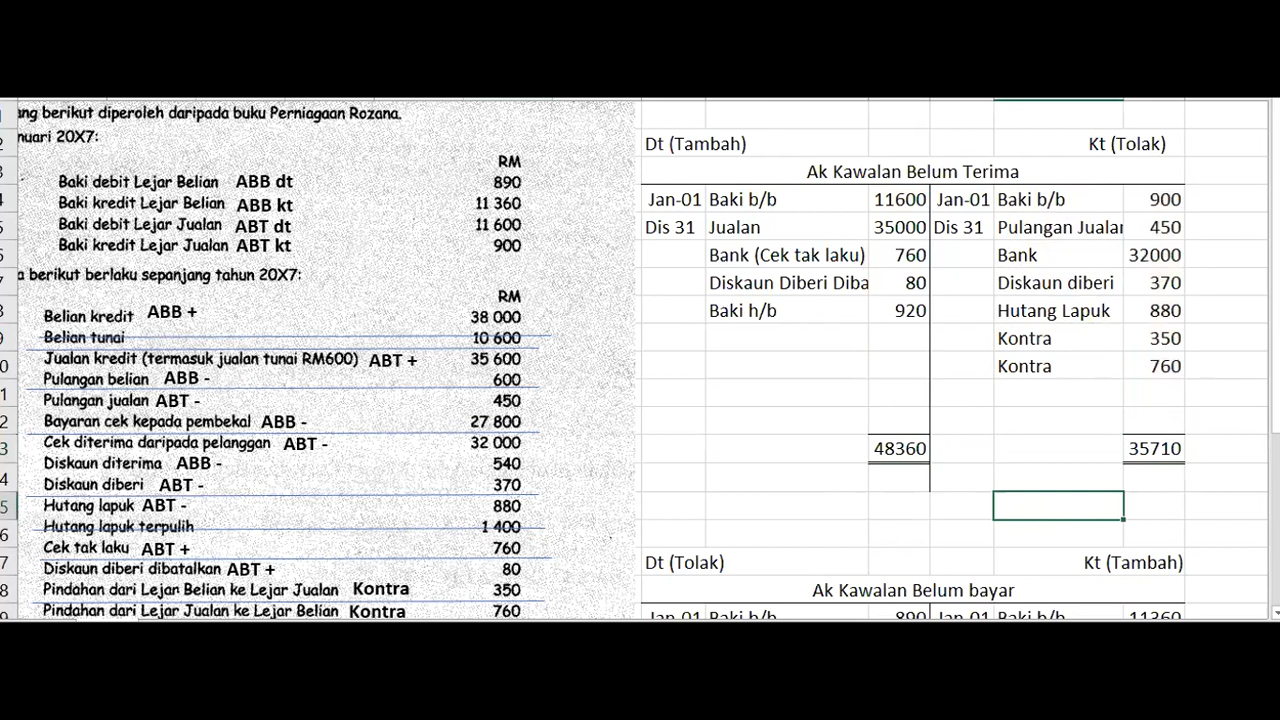 ng berikut diperoleh daripada buku Perniagaan Rozana.
nuari 20X7:
RM
Baki debit Lejar Belian ABB dt 890
Baki kredit Lejar Belian ABB kt 11 360
Baki debit Lejar Jualan ABT dt 11 600
Baki kredit Lejar Jualan ABT kt 900
a berikut berlaku sepanjang tahun 20X7:
RM
Belian kredit ABB + 38 000
Belian tunai 10 600
Jualan kredit (termasuk jualan tunai RM600) ABT + 35 600
Pulangan belian ABB - 600
Pulangan jualan ABT - 450
Bayaran cek kepada pembekal ABB - 27 800
Cek diterima daripada pelanggan ABT - 32 000
Diskaun diterima ABB - 540
Diskaun diberi ABT - 370
Hutang lapuk ABT - 880
Hutang lapuk terpulih 1 400
Cek tak laku ABT + 760
Diskaun diberi dibatalkan ABT + 80
Pindahan dari Lejar Belian ke Lejar Jualan Kontra 350
Pindahan dari Lejar Jualan ke Lejar Belian Kontra 760
Dt (Tambah) Kt (Tolak)
Ak Kawalan Belum Terima
Jan-01 Baki b/b 11600 Jan-01 Baki b/b 900
Dis 31 Jualan 35000 Dis 31 Pulangan Jualan 450
Bank (Cek tak laku) 760 Bank 32000
Diskaun Diberi Diba 80 Diskaun diberi 370
Baki h/b 920 Hutang Lapuk 880
Kontra 350
Kontra 760
48360 35710
Dt (Tolak) Kt (Tambah)
Ak Kawalan Belum bayar
Jan-01 Baki b/b 890 Jan-01 Baki b/b 11360